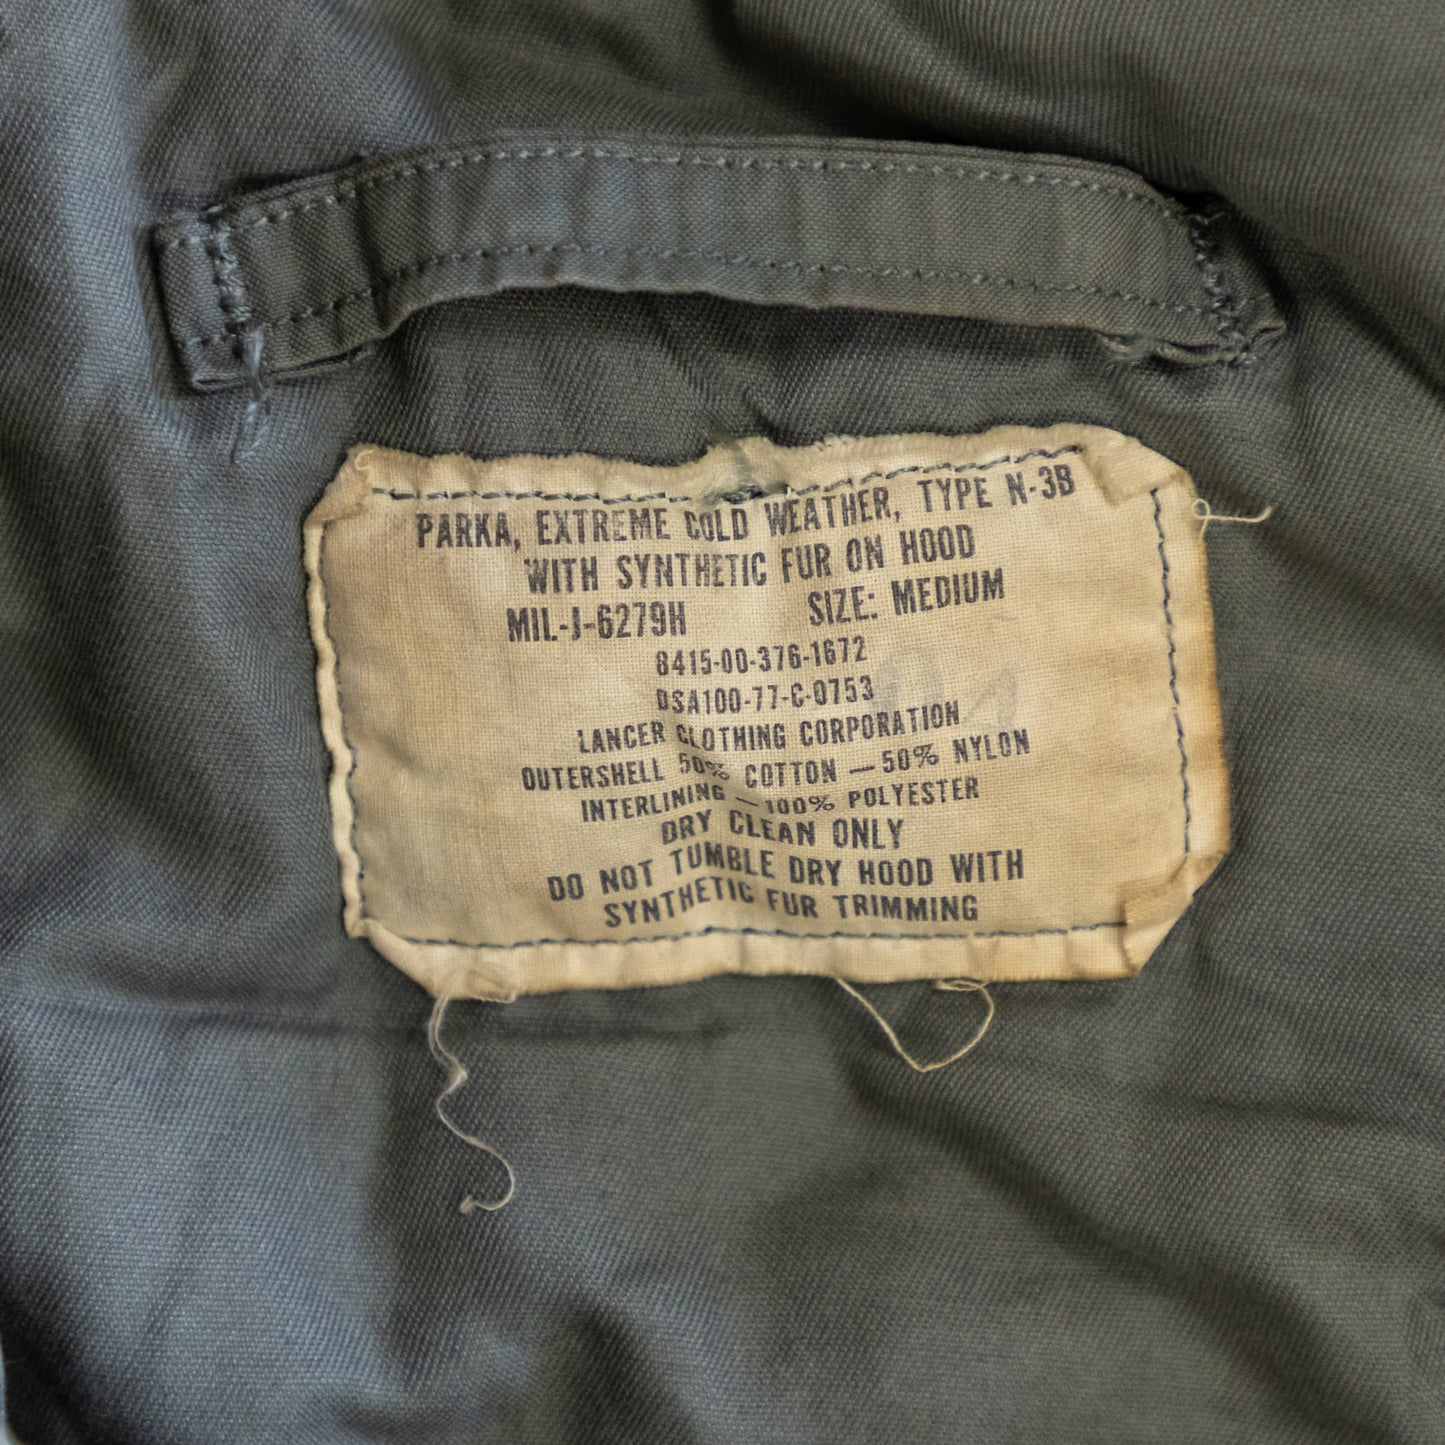 PARKA, EXTREME COLD WEATHER, TYPE N-3B
WITH SYNTHETIC FUR ON HOOD
MIL-J-6279H SIZE: MEDIUM
8415-00-376-1672
DSA100-77-C-0753
LANCER CLOTHING CORPORATION
OUTERSHELL 50% COTTON — 50% NYLON
INTERLINING — 100% POLYESTER
DRY CLEAN ONLY
DO NOT TUMBLE DRY HOOD WITH
SYNTHETIC FUR TRIMMING